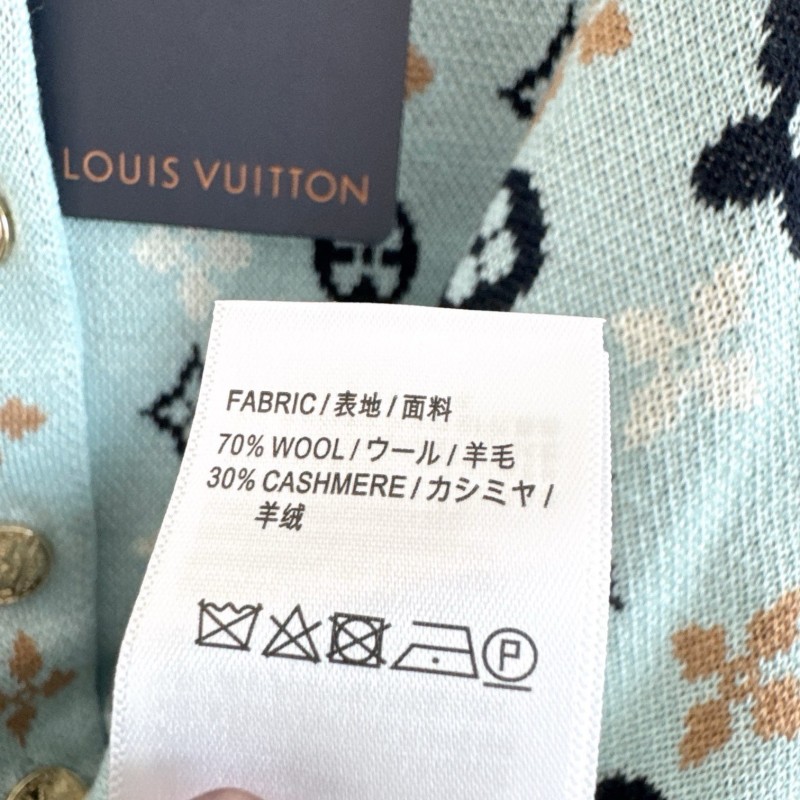 LOUIS VUITTON
FABRIC / 表地 / 面料
70% WOOL / ウール / 羊毛
30% CASHMERE / カシミヤ /
羊绒
P